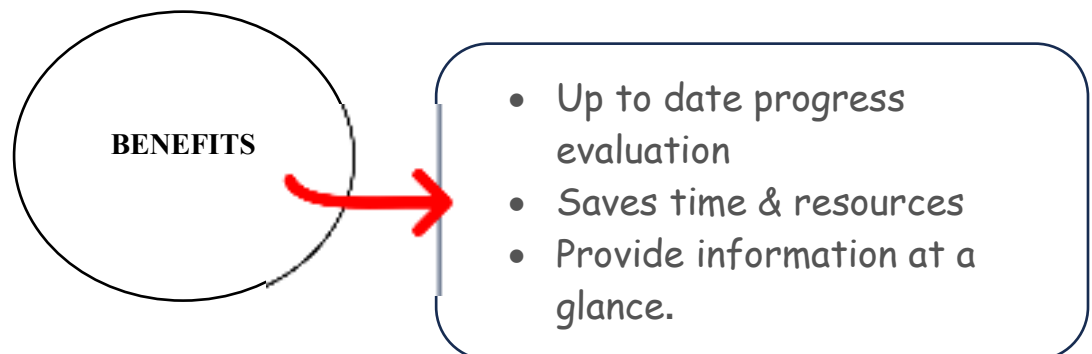 BENEFITS
• Up to date progress
evaluation
• Saves time & resources
• Provide information at a
glance.